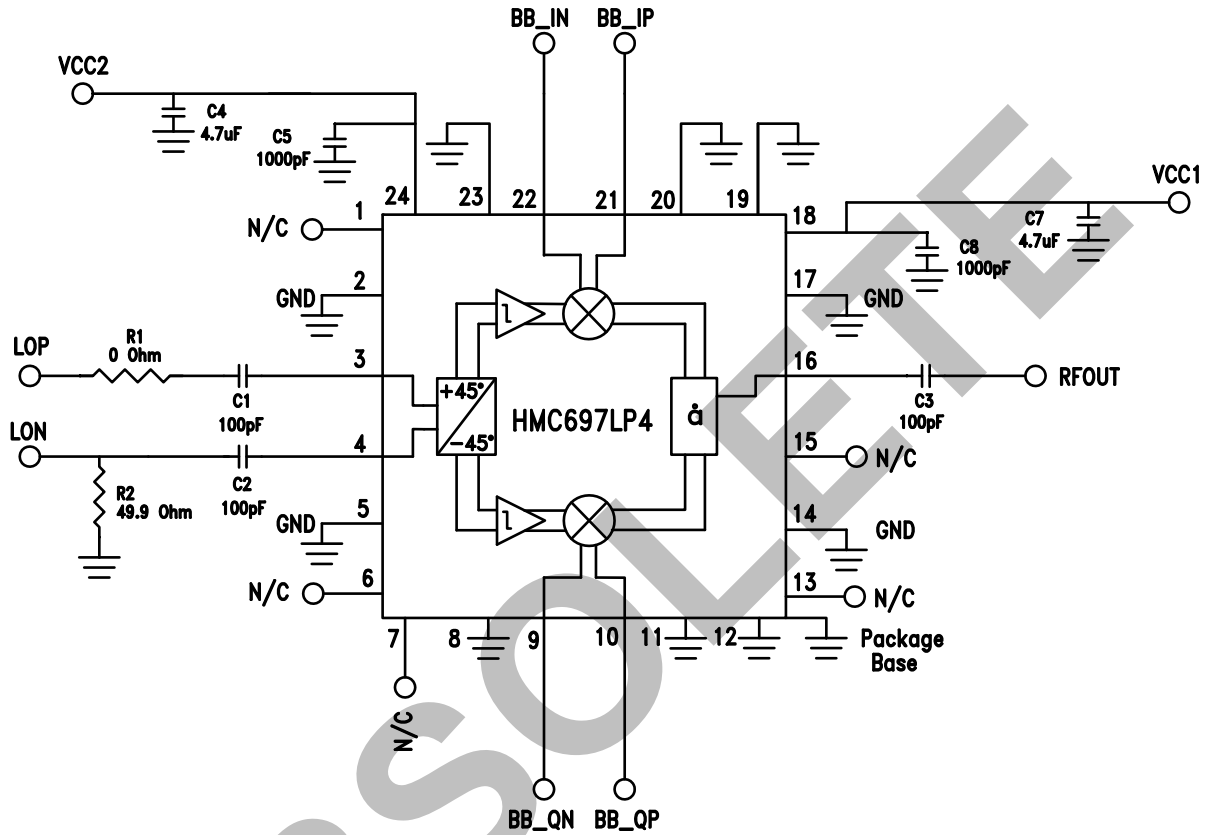 BB_IN BB_IP
VCC2
C4
4.7uF
C5
1000pF
VCC1
C7
4.7uF
C8
1000pF
24 23 22 21 20 19
1
N/C
18
2
GND
17
GND
LOP
R1
0 Ohm
3
C1
100pF
+45°
-45°
HMC697LP4
å
16
C3
100pF
RFOUT
LON
4
C2
100pF
R2
49.9 Ohm
15
N/C
5
GND
14
GND
6
N/C
13
N/C
7 8 9 10 11 12
Package
Base
N/C
BB_QN BB_QP
SOLETE